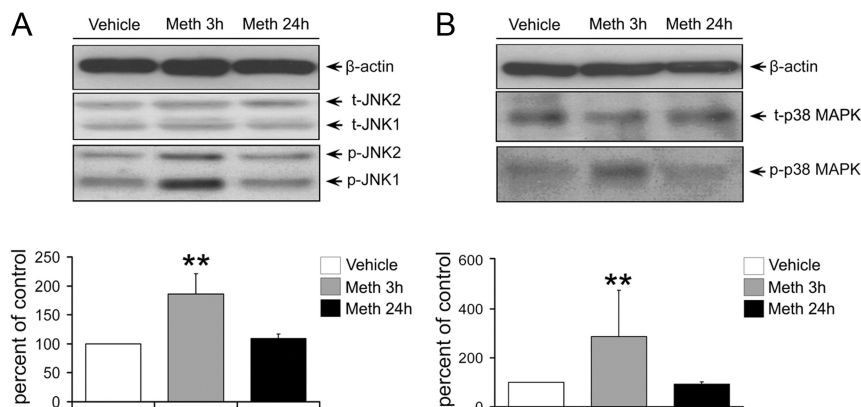 A
Vehicle Meth 3h Meth 24h
β-actin
t-JNK2
t-JNK1
p-JNK2
p-JNK1
percent of control
250
200
150
100
50
0
**
Vehicle
Meth 3h
Meth 24h
B
Vehicle Meth 3h Meth 24h
β-actin
t-p38 MAPK
p-p38 MAPK
percent of control
600
400
200
0
**
Vehicle
Meth 3h
Meth 24h